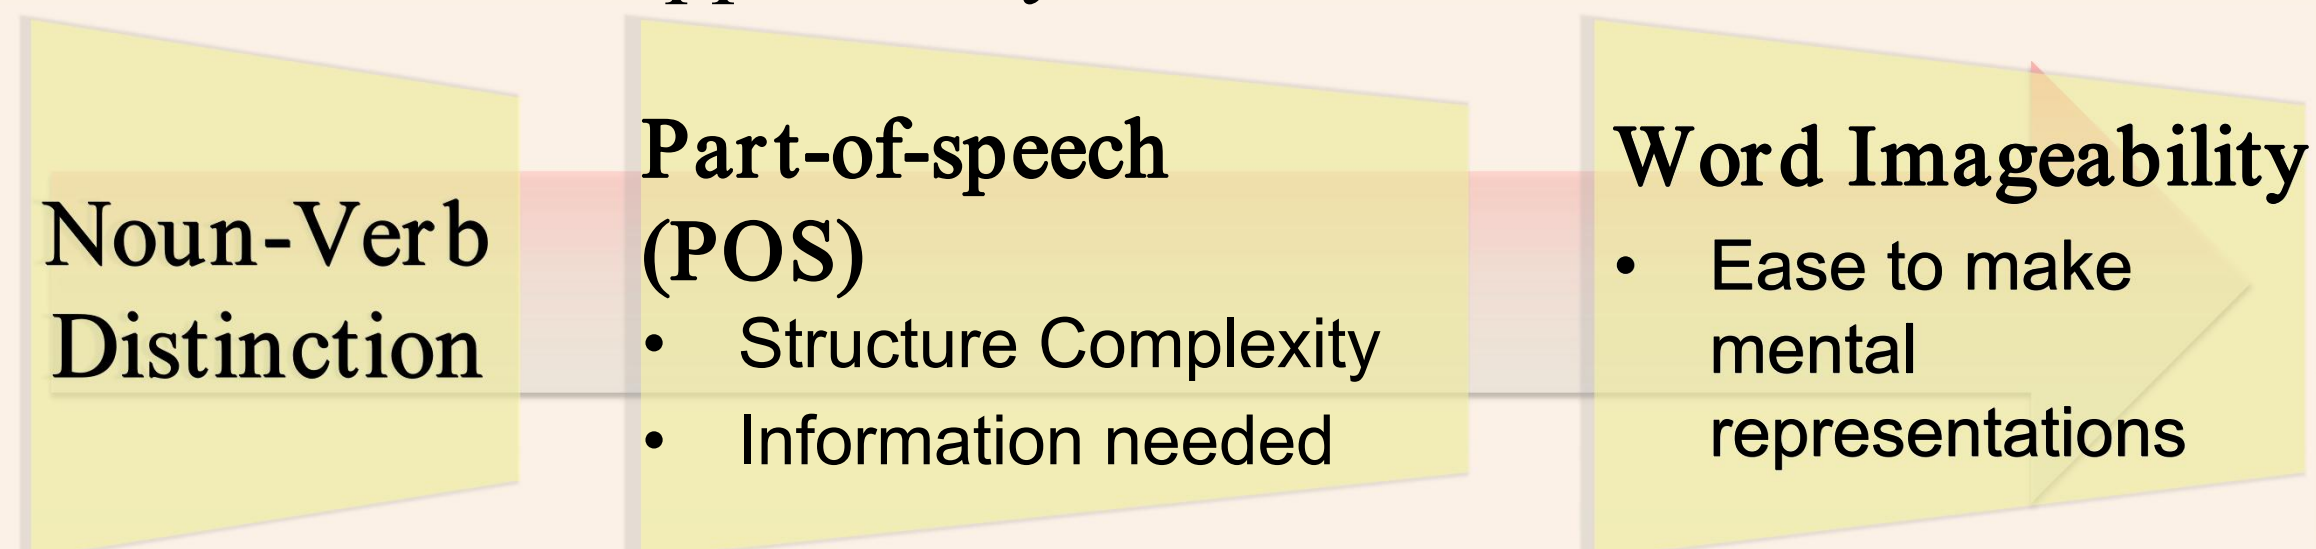 Noun-Verb
Distinction
Part-of-speech
(POS)
• Structure Complexity
• Information needed
Word Imageability
• Ease to make
mental
representations